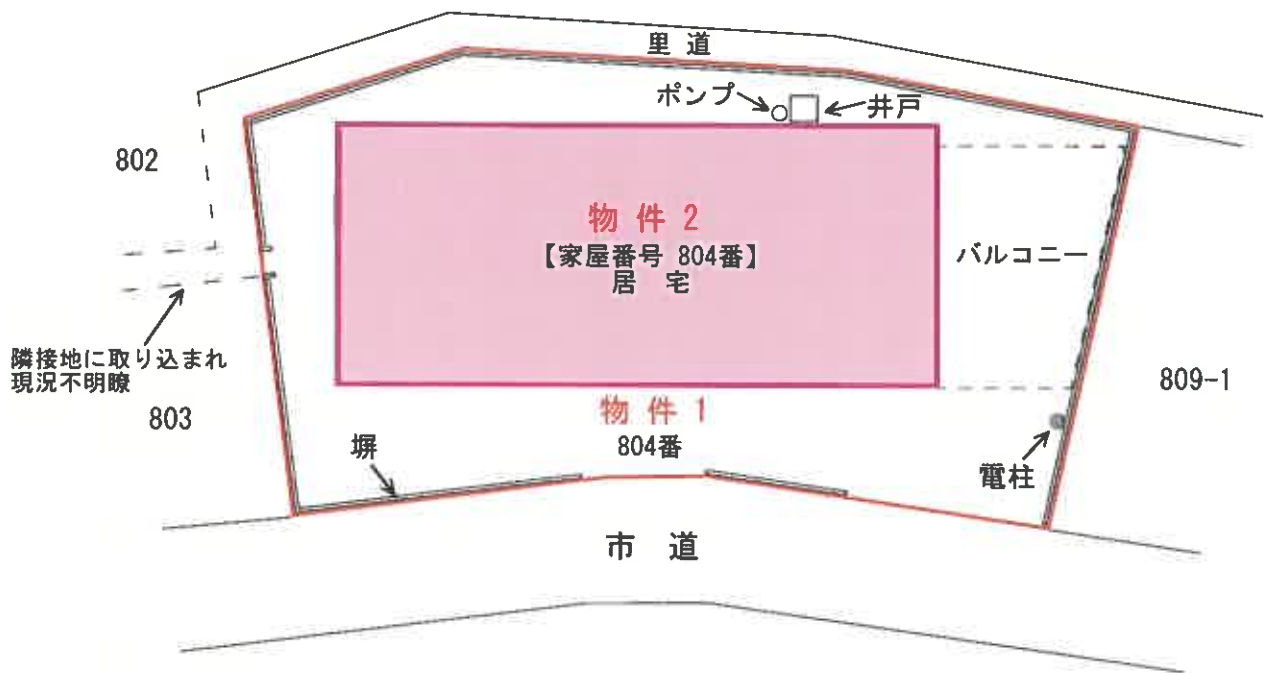 里 道
ポンプ
井戸
802
物 件 2
【家屋番号 804番】
居 宅
バルコニー
隣接地に取り込まれ
現況不明瞭
803
809-1
物 件 1
804番
塀
電柱
市 道